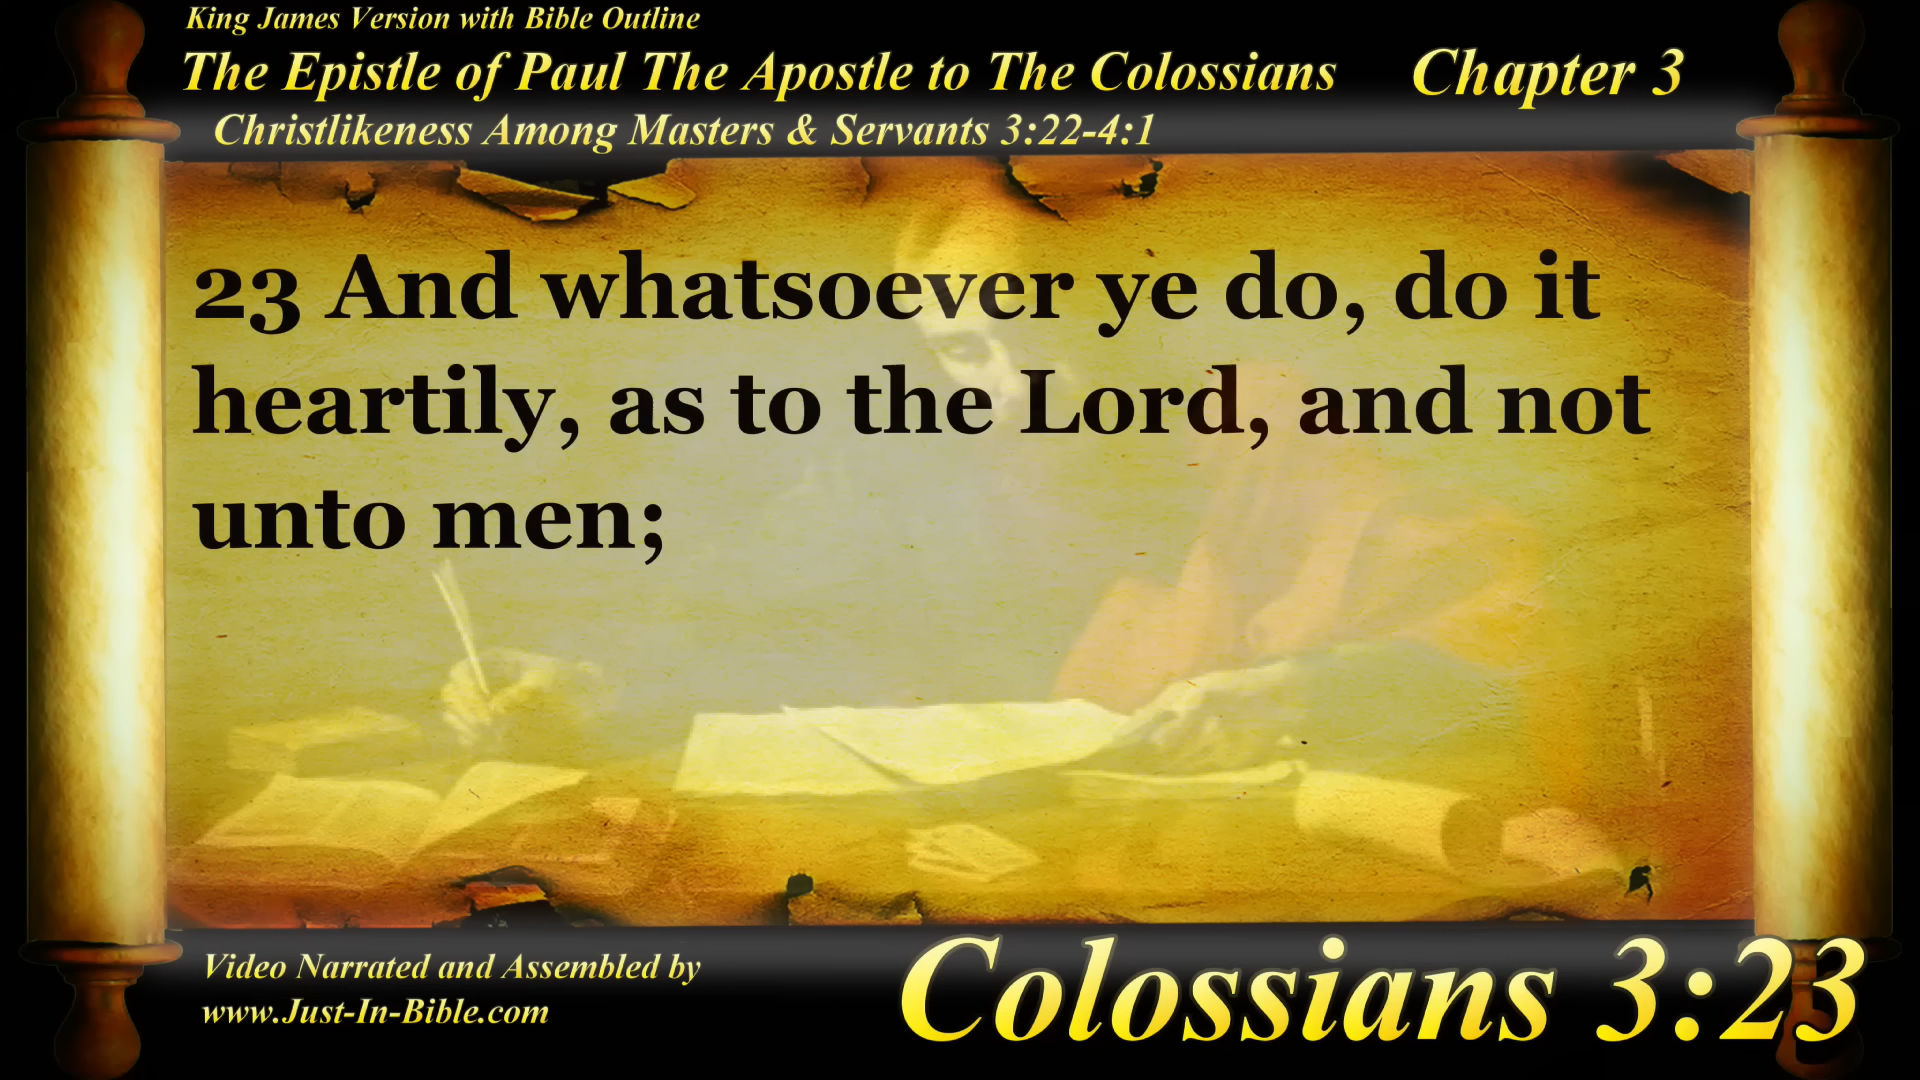 King James Version with Bible Outline
The Epistle of Paul The Apostle to The Colossians Chapter 3
Christlikeness Among Masters & Servants 3:22-4:1
23 And whatsoever ye do, do it
heartily, as to the Lord, and not
unto men;
Video Narrated and Assembled by
www.Just-In-Bible.com
Colossians 3:23